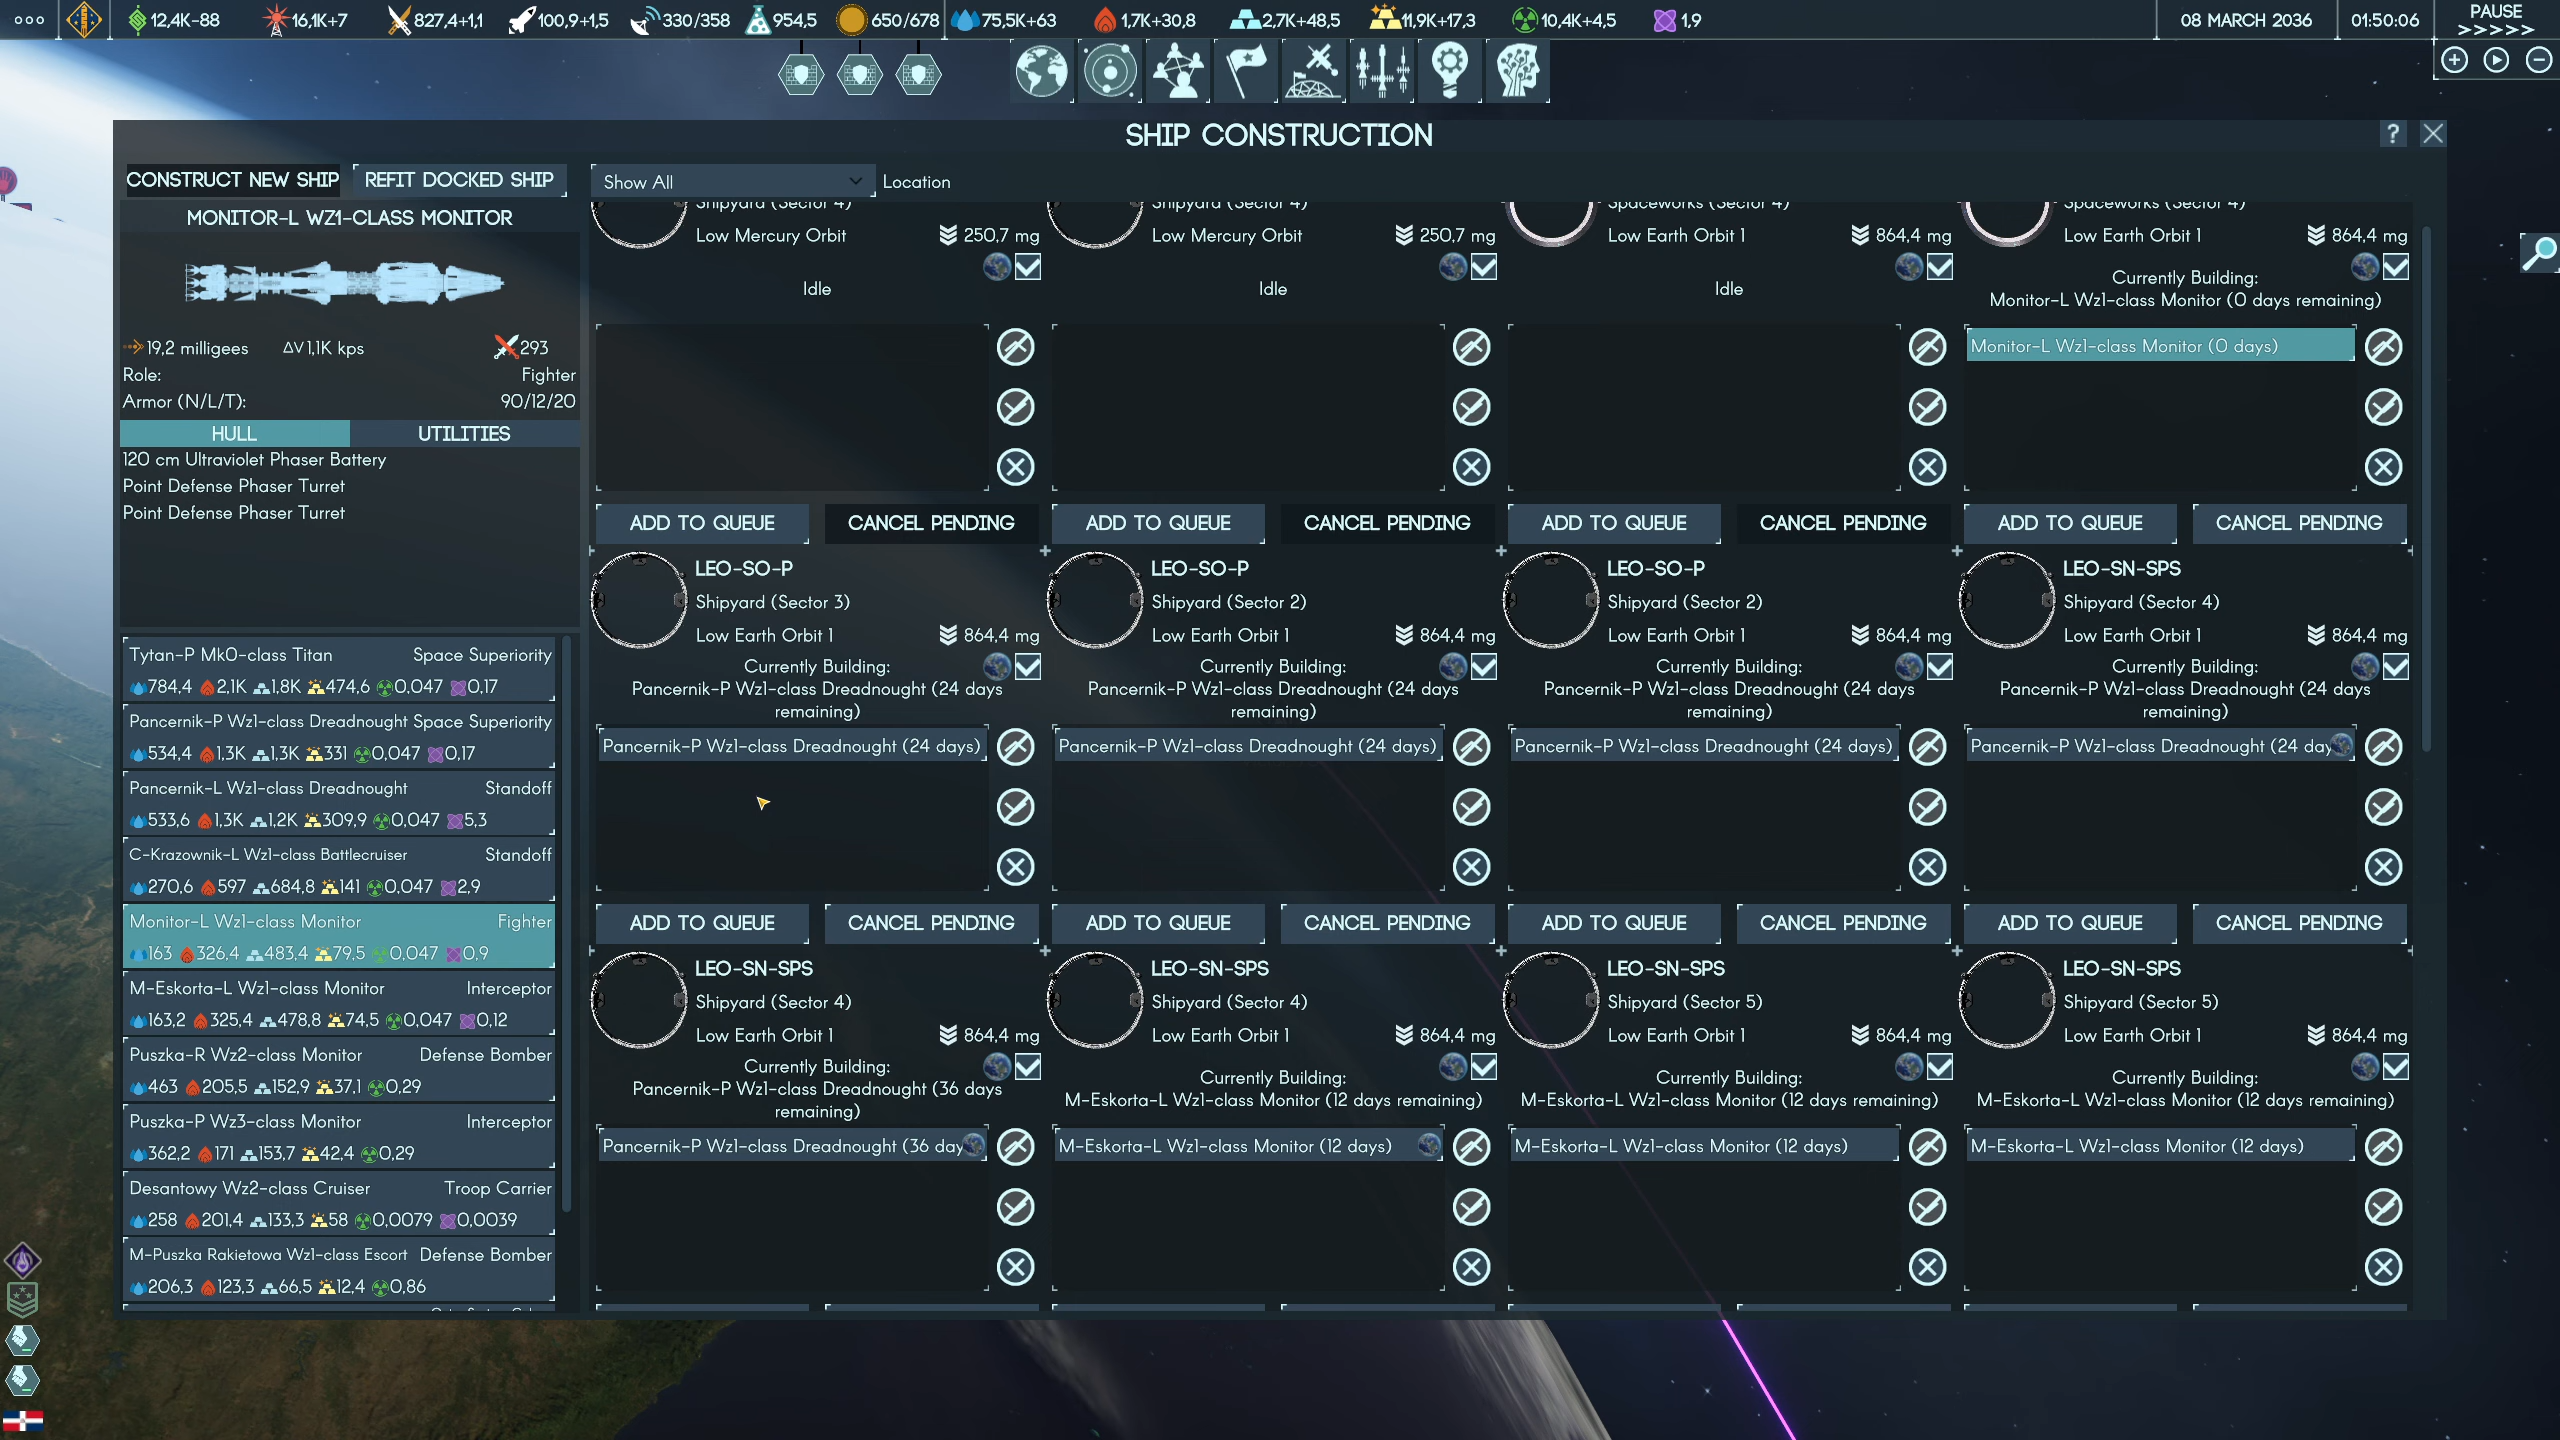 12,4K-88 16,1K+7 827,4+1,1 100,9+1,5 330/358 954,5 650/678 75,5K+63 1,7K+30,8 2,7K+48,5 11,9K+17,3 10,4K+4,5 1,9 08 MARCH 2036 01:50:06 PAUSE
>>>>>
SHIP CONSTRUCTION ?
CONSTRUCT NEW SHIP REFIT DOCKED SHIP Show All Location
MONITOR-L WZ1-CLASS MONITOR
19,2 milligees ΔV 1,1K kps 293
Role: Fighter
Armor (N/L/T): 90/12/20
HULL UTILITIES
120 cm Ultraviolet Phaser Battery
Point Defense Phaser Turret
Point Defense Phaser Turret
Tytan-P Mk0-class Titan Space Superiority
784,4 2,1K 1,8K 474,6 0,047 0,17
Pancernik-P Wz1-class Dreadnought Space Superiority
534,4 1,3K 1,3K 331 0,047 0,17
Pancernik-L Wz1-class Dreadnought Standoff
533,6 1,3K 1,2K 309,9 0,047 5,3
C-Krazownik-L Wz1-class Battlecruiser Standoff
270,6 597 684,8 141 0,047 2,9
Monitor-L Wz1-class Monitor Fighter
163 326,4 483,4 79,5 0,047 0,9
M-Eskorta-L Wz1-class Monitor Interceptor
163,2 325,4 478,8 74,5 0,047 0,12
Puszka-R Wz2-class Monitor Defense Bomber
463 205,5 152,9 37,1 0,29
Puszka-P Wz3-class Monitor Interceptor
362,2 171 153,7 42,4 0,29
Desantowy Wz2-class Cruiser Troop Carrier
258 201,4 133,3 58 0,0079 0,0039
M-Puszka Rakietowa Wz1-class Escort Defense Bomber
206,3 123,3 66,5 12,4 0,86
Shipyard (Sector 4) Shipyard (Sector 4) Spaceworks (Sector 4) Spaceworks (Sector 4)
Low Mercury Orbit 250,7 mg Low Mercury Orbit 250,7 mg Low Earth Orbit 1 864,4 mg Low Earth Orbit 1 864,4 mg
Idle Idle Idle Currently Building:
Monitor-L Wz1-class Monitor (0 days remaining)
Monitor-L Wz1-class Monitor (0 days)
ADD TO QUEUE CANCEL PENDING ADD TO QUEUE CANCEL PENDING ADD TO QUEUE CANCEL PENDING ADD TO QUEUE CANCEL PENDING
LEO-SO-P LEO-SO-P LEO-SO-P LEO-SN-SPS
Shipyard (Sector 3) Shipyard (Sector 2) Shipyard (Sector 2) Shipyard (Sector 4)
Low Earth Orbit 1 864,4 mg Low Earth Orbit 1 864,4 mg Low Earth Orbit 1 864,4 mg Low Earth Orbit 1 864,4 mg
Currently Building: Currently Building: Currently Building: Currently Building:
Pancernik-P Wz1-class Dreadnought (24 days Pancernik-P Wz1-class Dreadnought (24 days Pancernik-P Wz1-class Dreadnought (24 days Pancernik-P Wz1-class Dreadnought (24 days
remaining) remaining) remaining) remaining)
Pancernik-P Wz1-class Dreadnought (24 days) Pancernik-P Wz1-class Dreadnought (24 days) Pancernik-P Wz1-class Dreadnought (24 days) Pancernik-P Wz1-class Dreadnought (24 day
ADD TO QUEUE CANCEL PENDING ADD TO QUEUE CANCEL PENDING ADD TO QUEUE CANCEL PENDING ADD TO QUEUE CANCEL PENDING
LEO-SN-SPS LEO-SN-SPS LEO-SN-SPS LEO-SN-SPS
Shipyard (Sector 4) Shipyard (Sector 4) Shipyard (Sector 5) Shipyard (Sector 5)
Low Earth Orbit 1 864,4 mg Low Earth Orbit 1 864,4 mg Low Earth Orbit 1 864,4 mg Low Earth Orbit 1 864,4 mg
Currently Building: Currently Building: Currently Building: Currently Building:
Pancernik-P Wz1-class Dreadnought (36 days M-Eskorta-L Wz1-class Monitor (12 days remaining) M-Eskorta-L Wz1-class Monitor (12 days remaining) M-Eskorta-L Wz1-class Monitor (12 days remaining)
remaining)
Pancernik-P Wz1-class Dreadnought (36 day M-Eskorta-L Wz1-class Monitor (12 days) M-Eskorta-L Wz1-class Monitor (12 days) M-Eskorta-L Wz1-class Monitor (12 days)